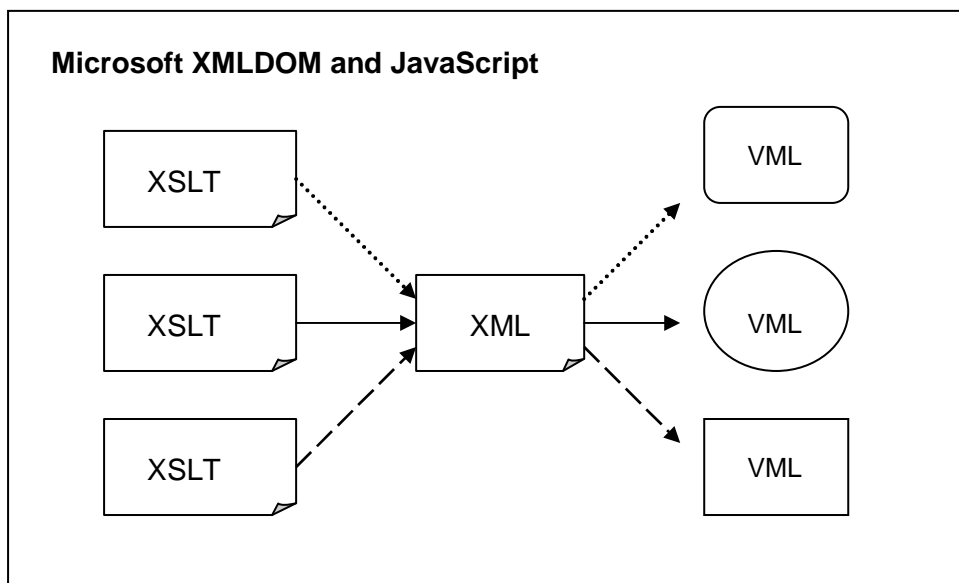 Microsoft XMLDOM and JavaScript
XSLT
VML
XSLT
XML
VML
XSLT
VML